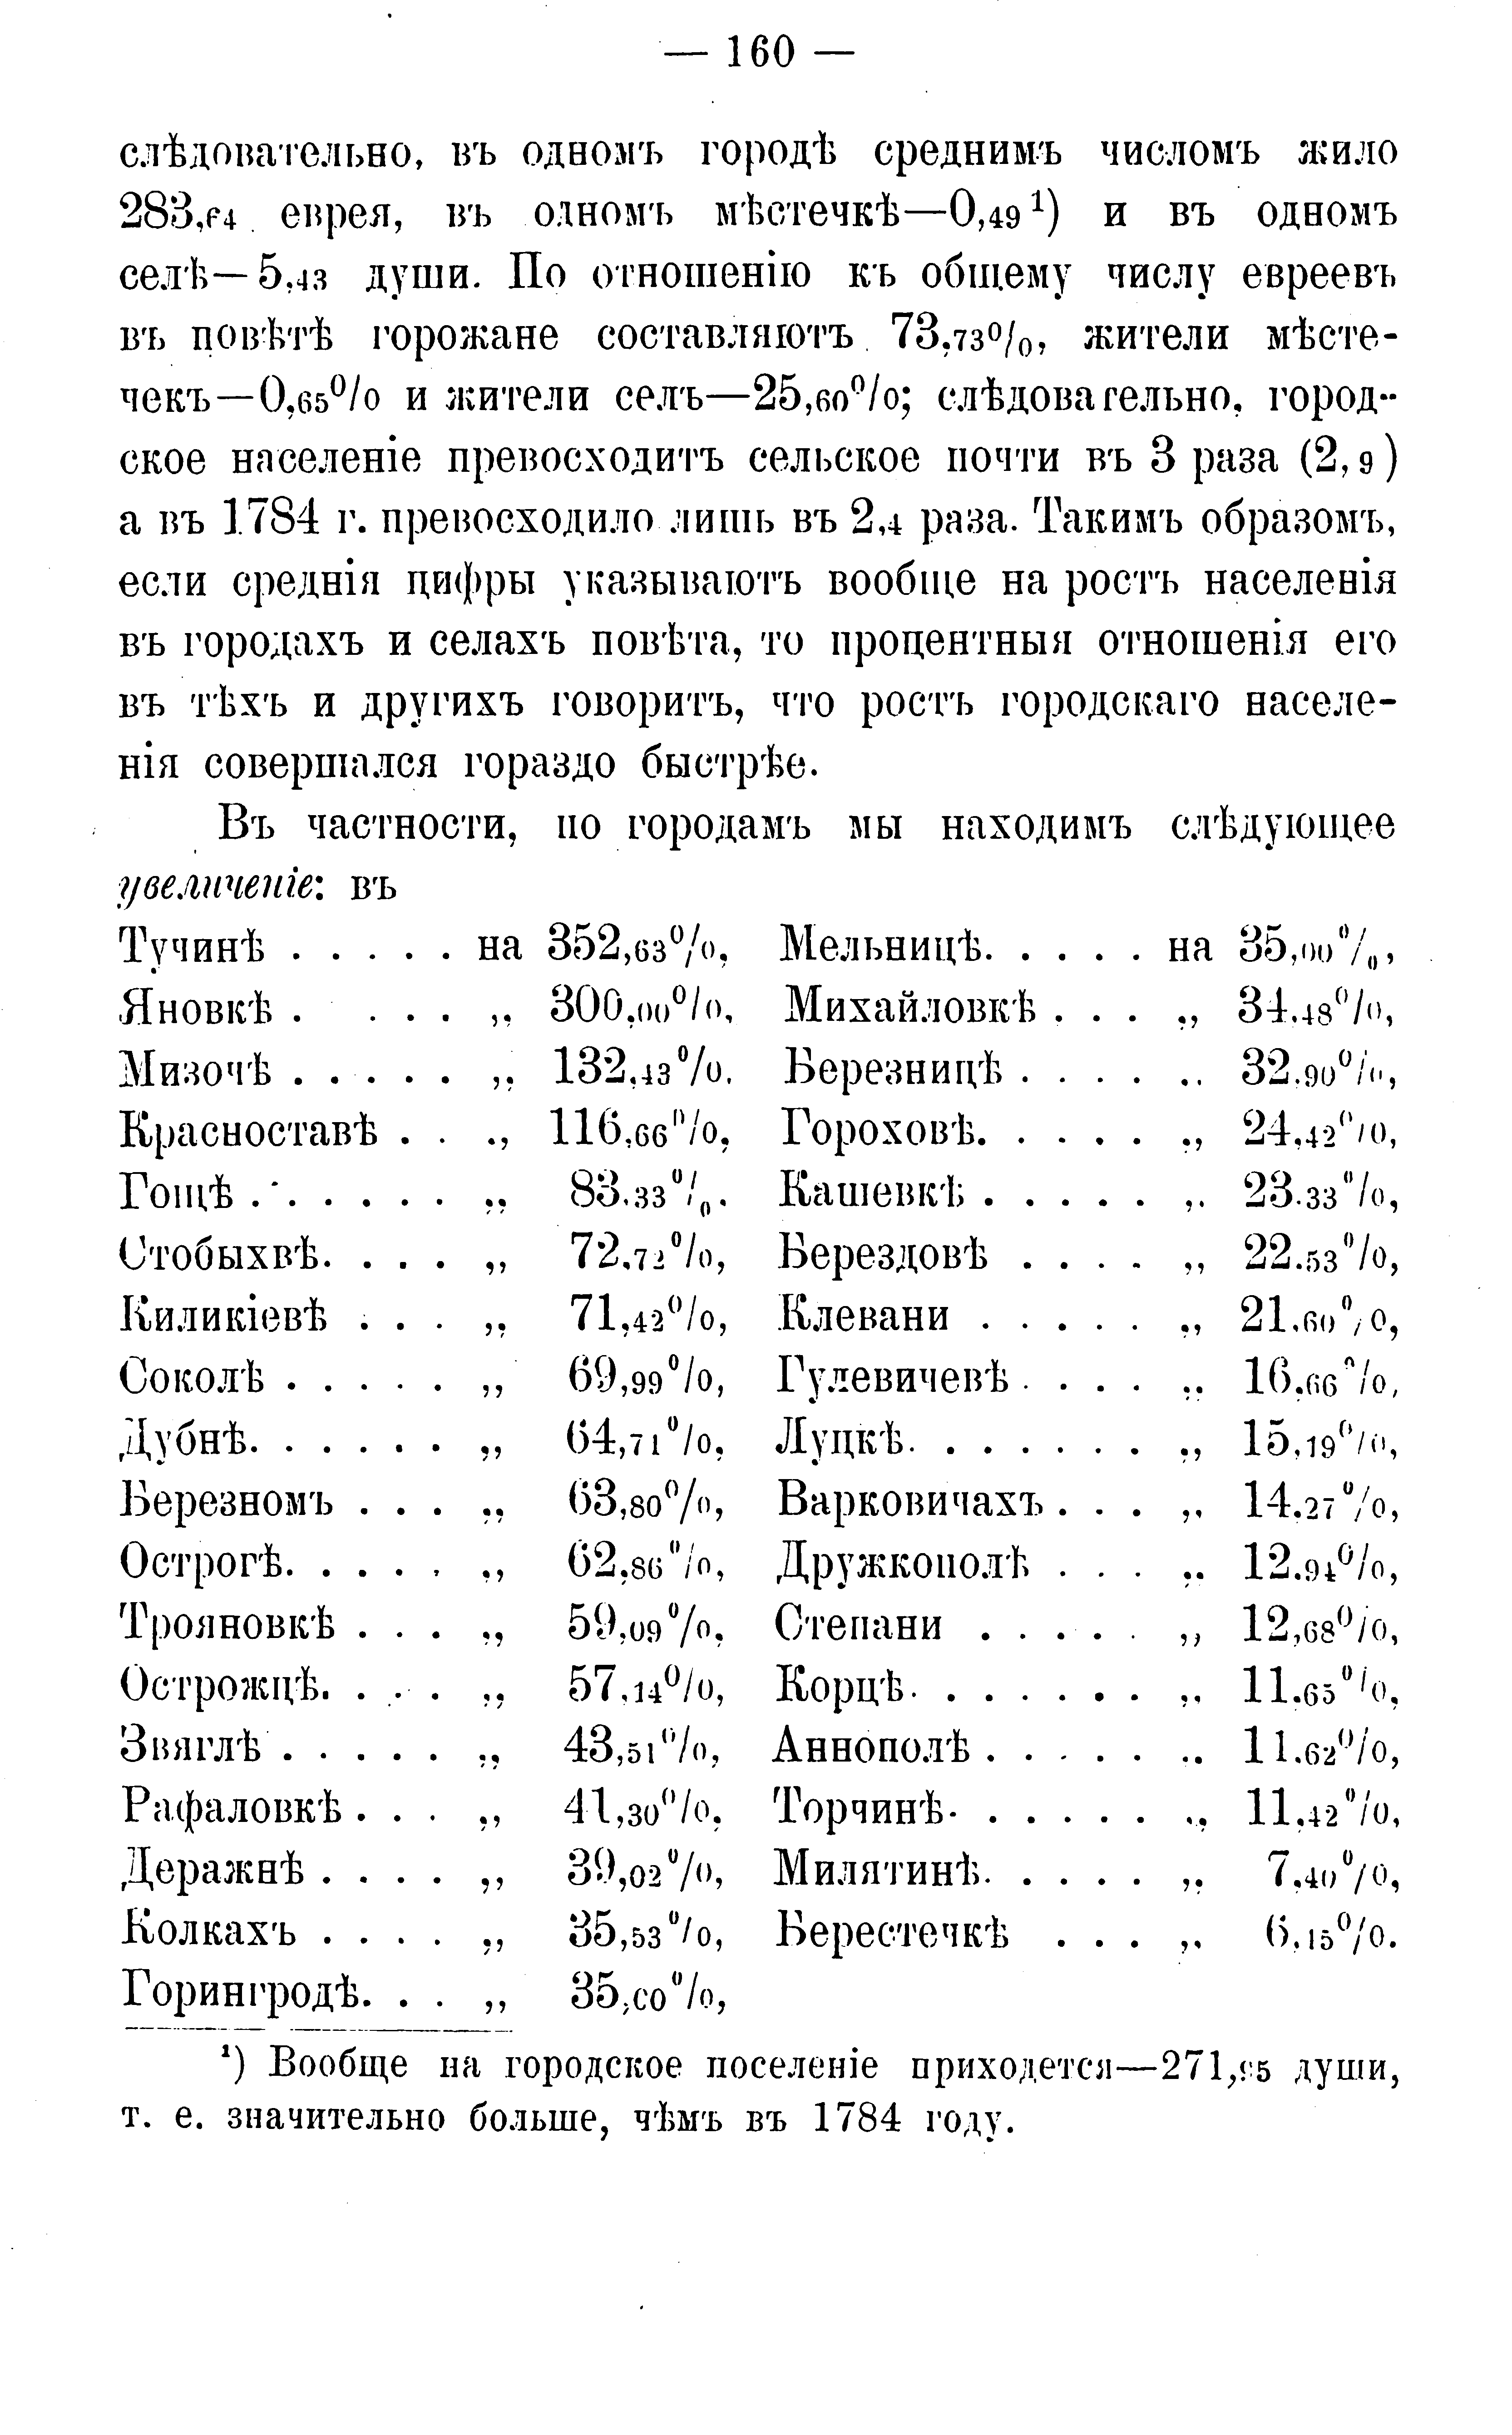 — 160 —
слѣдовательно, въ одномъ городѣ среднимъ числомъ жило
283,64 еврея, въ одномъ мѣстечкѣ—0,49 ¹) и въ одномъ
селѣ—5,43 души. По отношенію къ общему числу евреевъ
въ повѣтѣ горожане составляютъ 73,73%, жители мѣсте-
чекъ—0,65% и жители селъ—25,60%; слѣдовательно, город-
ское населеніе превосходитъ сельское почти въ 3 раза (2,9)
а въ 1784 г. превосходило лишь въ 2,4 раза. Такимъ образомъ,
если среднія цифры указываютъ вообще на ростъ населенія
въ городахъ и селахъ повѣта, то процентныя отношенія его
въ тѣхъ и другихъ говоритъ, что ростъ городскаго населе-
нія совершался гораздо быстрѣе.
Въ частности, по городамъ мы находимъ слѣдующее
увеличеніе: въ
Тучинѣ . . . . . на 352,63%, Мельницѣ. . . . . на 35,00%,
Яновкѣ . . . . . „ 300,00%, Михайловкѣ . . . „ 34,48%,
Мизочѣ . . . . . „ 132,43%, Березницѣ . . . . „ 32,90%,
Красноставѣ . . „ 116,66%, Гороховѣ. . . . . „ 24,42%,
Гощѣ . . . . . . „ 83,33%, Кашевкѣ . . . . . „ 23,33%,
Стобыхвѣ. . . . „ 72,72%, Берездовѣ . . . . „ 22,53%,
Киликіевѣ . . . „ 71,42%, Клевани . . . . . „ 21,60%,
Соколѣ . . . . . „ 69,99%, Гулевичевѣ . . . . „ 16,66%,
Дубнѣ. . . . . . „ 64,71%, Луцкѣ. . . . . . . „ 15,19%,
Березномъ . . . „ 63,80%, Варковичахъ . . . „ 14,27%,
Острогѣ. . . . . „ 62,86%, Дружкополѣ . . . „ 12,94%,
Трояновкѣ . . . „ 59,09%, Степани . . . . . „ 12,68%,
Острожцѣ. . . . „ 57,14%, Корцѣ. . . . . . . „ 11,65%,
Звяглѣ . . . . . „ 43,51%, Аннополѣ . . . . . „ 11,62%,
Рафаловкѣ . . . „ 41,30%, Торчинѣ. . . . . . „ 11,42%,
Деражнѣ . . . . „ 39,02%, Милятинѣ. . . . . „ 7,40%,
Колкахъ . . . . „ 35,53%, Берестечкѣ . . . „ 6,15%.
Горингродѣ. . . „ 35,00%,
¹) Вообще на городское поселеніе приходется—271,95 души,
т. е. значительно больше, чѣмъ въ 1784 году.